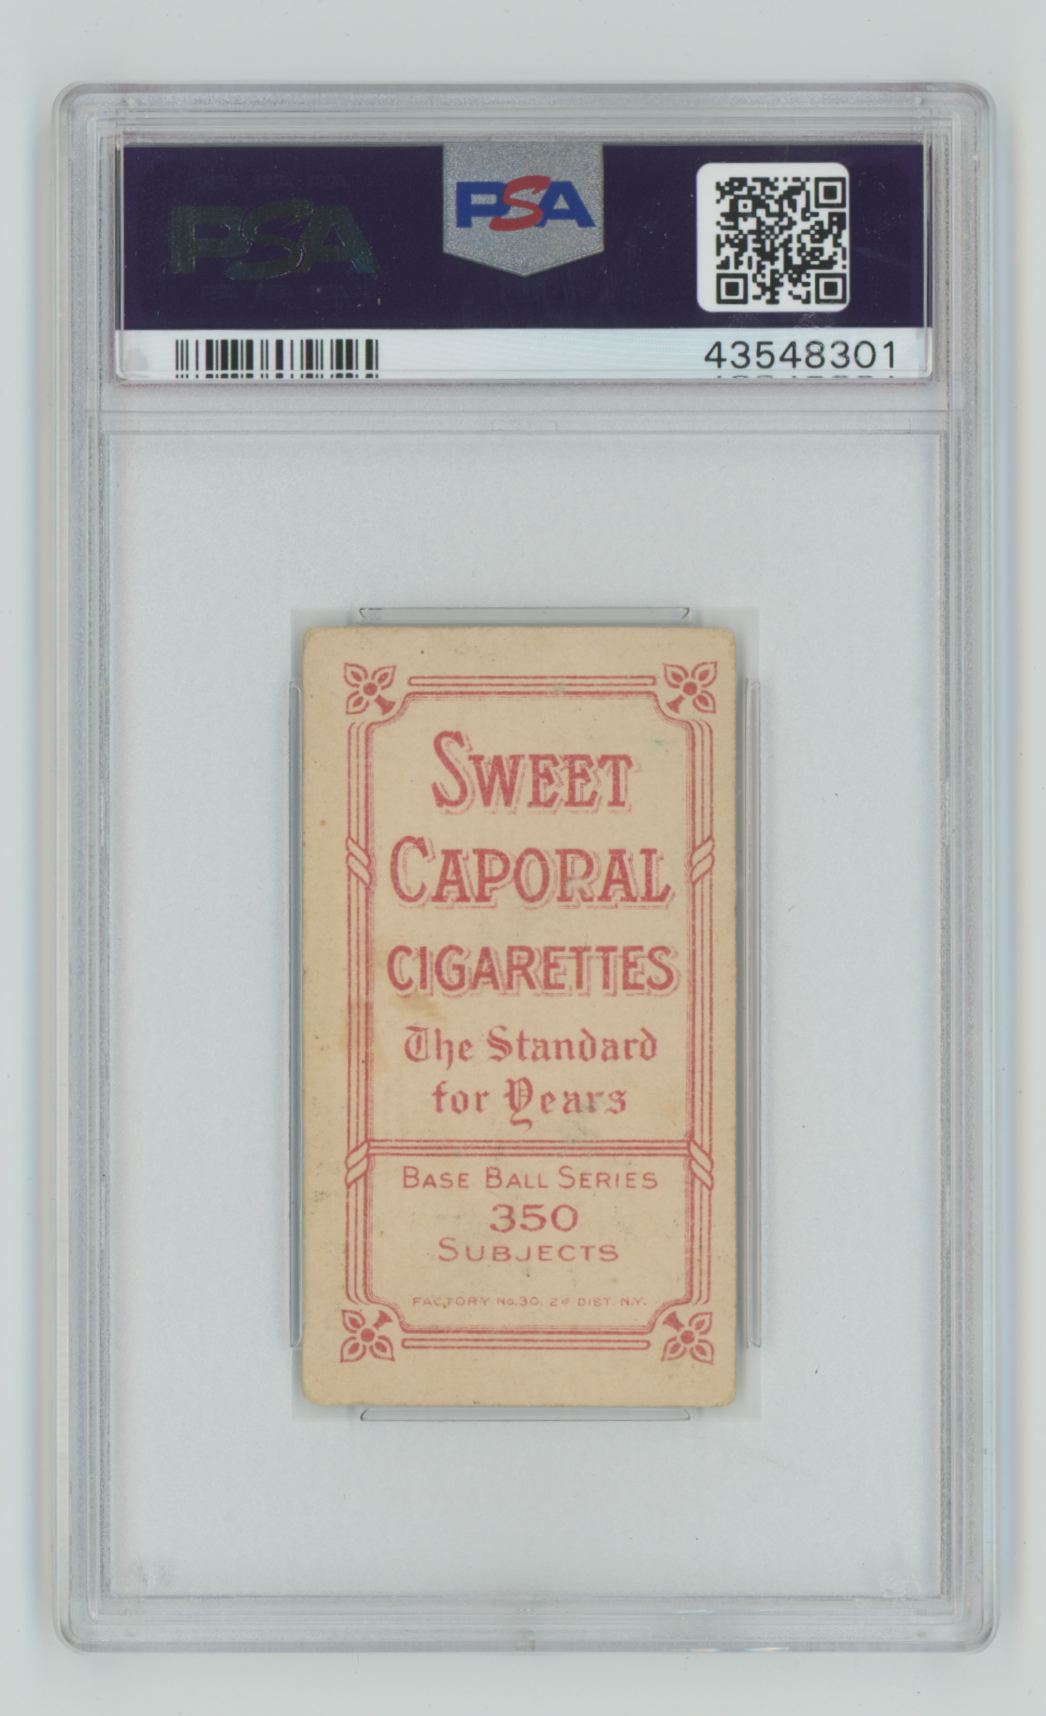 PSA
PSA
43548301
SWEET
CAPORAL
CIGARETTES
The Standard
for Years
BASE BALL SERIES
350
SUBJECTS
FACTORY No. 30, 2d DIST. N.Y.